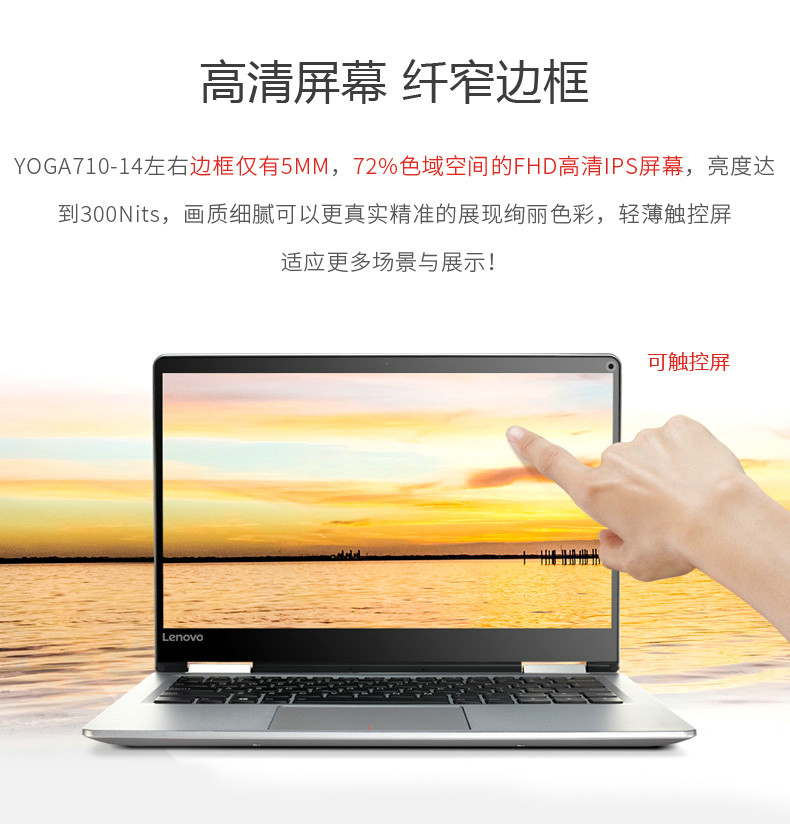 高清屏幕 纤窄边框
YOGA710-14左右边框仅有5MM，72%色域空间的FHD高清IPS屏幕，亮度达
到300Nits，画质细腻可以更真实精准的展现绚丽色彩，轻薄触控屏
适应更多场景与展示！
可触控屏
Lenovo